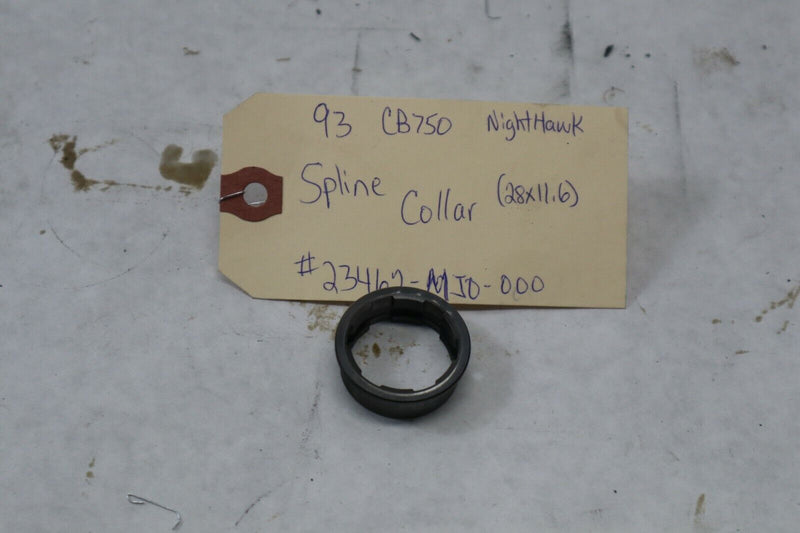 93 CB750 NightHawk
Spline Collar (28x11.6)
#23462-MJ0-000